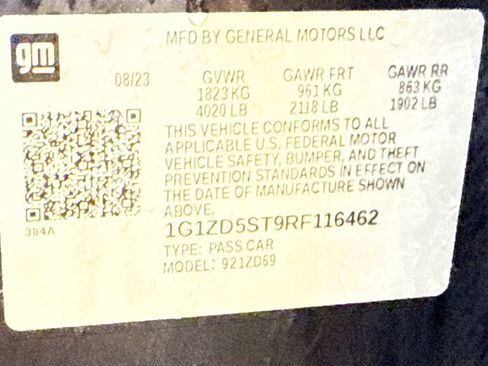 gm
MFD BY GENERAL MOTORS LLC
08/23 GVWR GAWR FRT GAWR RR
1823 KG 961 KG 863 KG
4020 LB 2118 LB 1902 LB
THIS VEHICLE CONFORMS TO ALL
APPLICABLE U.S. FEDERAL MOTOR
VEHICLE SAFETY, BUMPER, AND THEFT
PREVENTION STANDARDS IN EFFECT ON
THE DATE OF MANUFACTURE SHOWN
ABOVE.
384A
1G1ZD5ST9RF116462
TYPE: PASS CAR
MODEL: 921ZD69